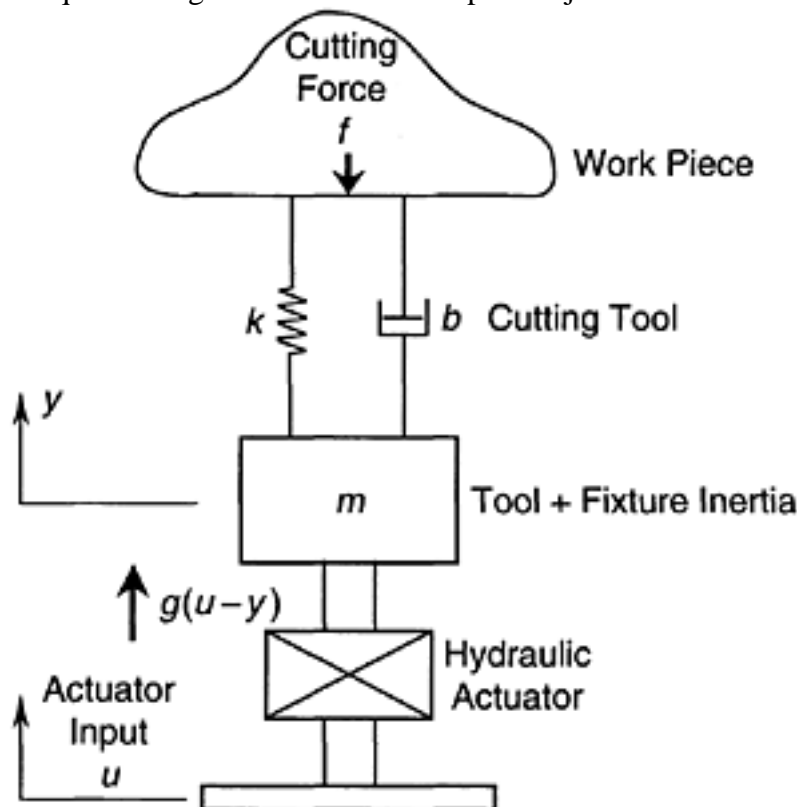 Cutting
Force
f
Work Piece
k
b Cutting Tool
y
m
Tool + Fixture Inertia
g(u-y)
Hydraulic
Actuator
Actuator
Input
u